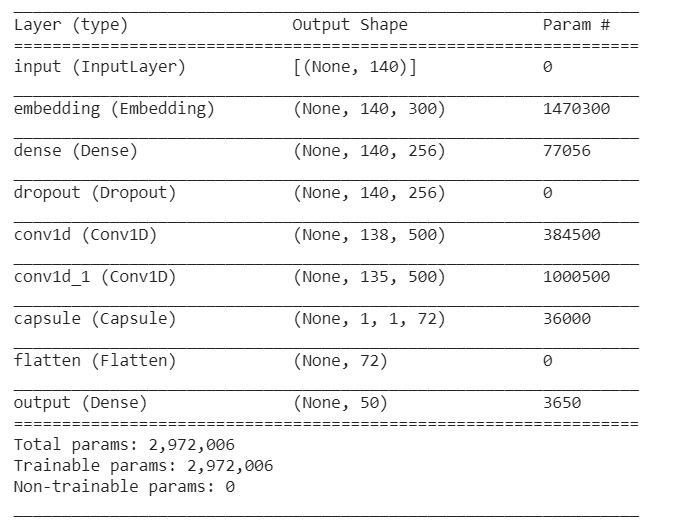 Layer (type) Output Shape Param #
input (InputLayer) [(None, 140)] 0
embedding (Embedding) (None, 140, 300) 1470300
dense (Dense) (None, 140, 256) 77056
dropout (Dropout) (None, 140, 256) 0
conv1d (Conv1D) (None, 138, 500) 384500
conv1d_1 (Conv1D) (None, 135, 500) 1000500
capsule (Capsule) (None, 1, 1, 72) 36000
flatten (Flatten) (None, 72) 0
output (Dense) (None, 50) 3650
Total params: 2,972,006
Trainable params: 2,972,006
Non-trainable params: 0